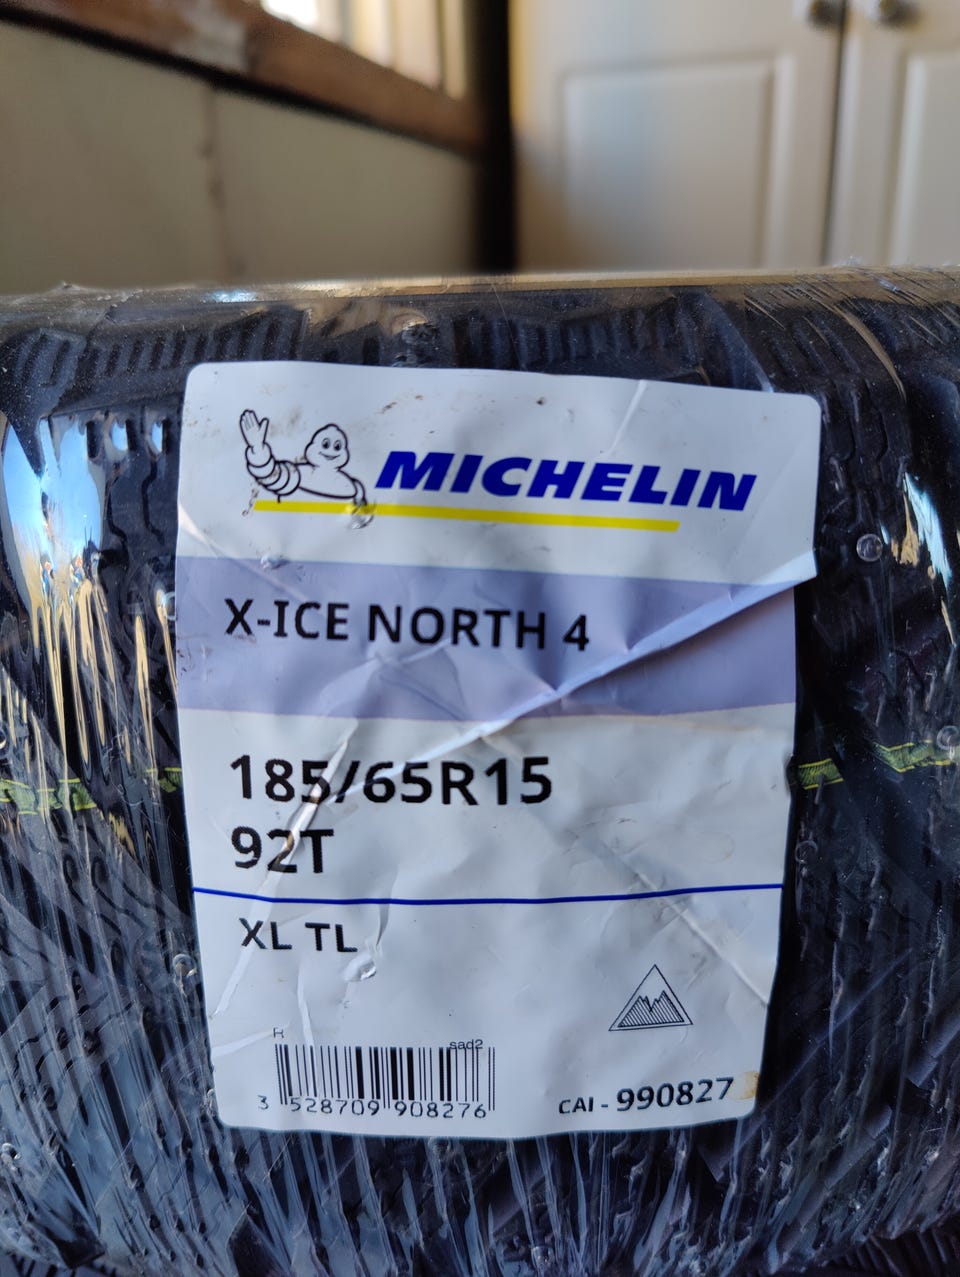 MICHELIN
X-ICE NORTH 4
185/65R15
92T
XL TL
R
sad2
3 528709 908276
CAI - 990827